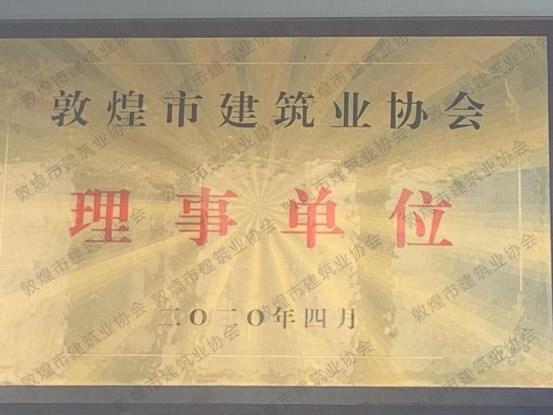 敦煌市建筑业协会
理事单位
二〇二〇年四月